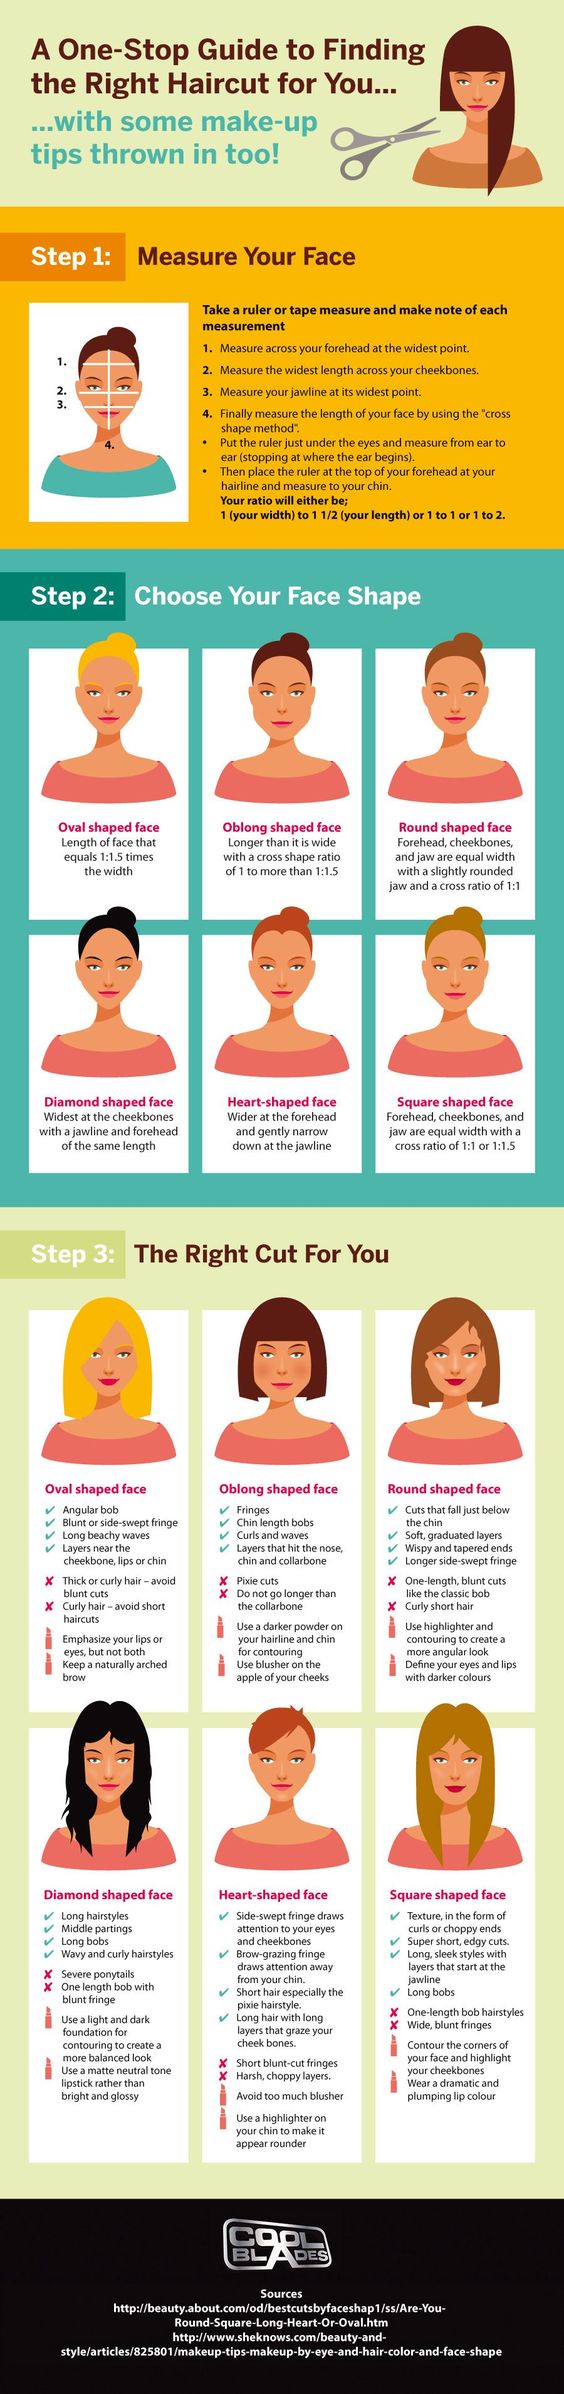 A One-Stop Guide to Finding
the Right Haircut for You...
...with some make-up
tips thrown in too!
Step 1: Measure Your Face
Take a ruler or tape measure and make note of each
measurement
1. Measure across your forehead at the widest point.
2. Measure the widest length across your cheekbones.
3. Measure your jawline at its widest point.
4. Finally measure the length of your face by using the "cross
shape method".
• Put the ruler just under the eyes and measure from ear to
ear (stopping at where the ear begins).
• Then place the ruler at the top of your forehead at your
hairline and measure to your chin.
Your ratio will either be;
1 (your width) to 1 1/2 (your length) or 1 to 1 or 1 to 2.
1.
2.
3.
4.
Step 2: Choose Your Face Shape
Oval shaped face
Length of face that
equals 1:1.5 times
the width
Oblong shaped face
Longer than it is wide
with a cross shape ratio
of 1 to more than 1:1.5
Round shaped face
Forehead, cheekbones,
and jaw are equal width
with a slightly rounded
jaw and a cross ratio of 1:1
Diamond shaped face
Widest at the cheekbones
with a jawline and forehead
of the same length
Heart-shaped face
Wider at the forehead
and gently narrow
down at the jawline
Square shaped face
Forehead, cheekbones, and
jaw are equal width with a
cross ratio of 1:1 or 1:1.5
Step 3: The Right Cut For You
Oval shaped face
✓ Angular bob
✓ Blunt or side-swept fringe
✓ Long beachy waves
✓ Layers near the
cheekbone, lips or chin
✘ Thick or curly hair – avoid
blunt cuts
✘ Curly hair – avoid short
haircuts
Emphasize your lips or
eyes, but not both
Keep a naturally arched
brow
Oblong shaped face
✓ Fringes
✓ Chin length bobs
✓ Curls and waves
✓ Layers that hit the nose,
chin and collarbone
✘ Pixie cuts
✘ Do not go longer than
the collarbone
Use a darker powder on
your hairline and chin
for contouring
Use blusher on the
apple of your cheeks
Round shaped face
✓ Cuts that fall just below
the chin
✓ Soft, graduated layers
✓ Wispy and tapered ends
✓ Longer side-swept fringe
✘ One-length, blunt cuts
like the classic bob
✘ Curly short hair
Use highlighter and
contouring to create a
more angular look
Define your eyes and lips
with darker colours
Diamond shaped face
✓ Long hairstyles
✓ Middle partings
✓ Long bobs
✓ Wavy and curly hairstyles
✘ Severe ponytails
✘ One length bob with
blunt fringe
Use a light and dark
foundation for
contouring to create a
more balanced look
Use a matte neutral tone
lipstick rather than
bright and glossy
Heart-shaped face
✓ Side-swept fringe draws
attention to your eyes
and cheekbones
✓ Brow-grazing fringe
draws attention away
from your chin.
✓ Short hair especially the
pixie hairstyle.
✓ Long hair with long
layers that graze your
cheek bones.
✘ Short blunt-cut fringes
✘ Harsh, choppy layers.
Avoid too much blusher
Use a highlighter on
your chin to make it
appear rounder
Square shaped face
✓ Texture, in the form of
curls or choppy ends
✓ Super short, edgy cuts.
✓ Long, sleek styles with
layers that start at the
jawline
✓ Long bobs
✘ One-length bob hairstyles
✘ Wide, blunt fringes
Contour the corners of
your face and highlight
your cheekbones
Wear a dramatic and
plumping lip colour
COOL
BLADES
Sources
http://beauty.about.com/od/bestcutsbyfaceshap1/ss/Are-You-
Round-Square-Long-Heart-Or-Oval.htm
http://www.sheknows.com/beauty-and-
style/articles/825801/makeup-tips-makeup-by-eye-and-hair-color-and-face-shape